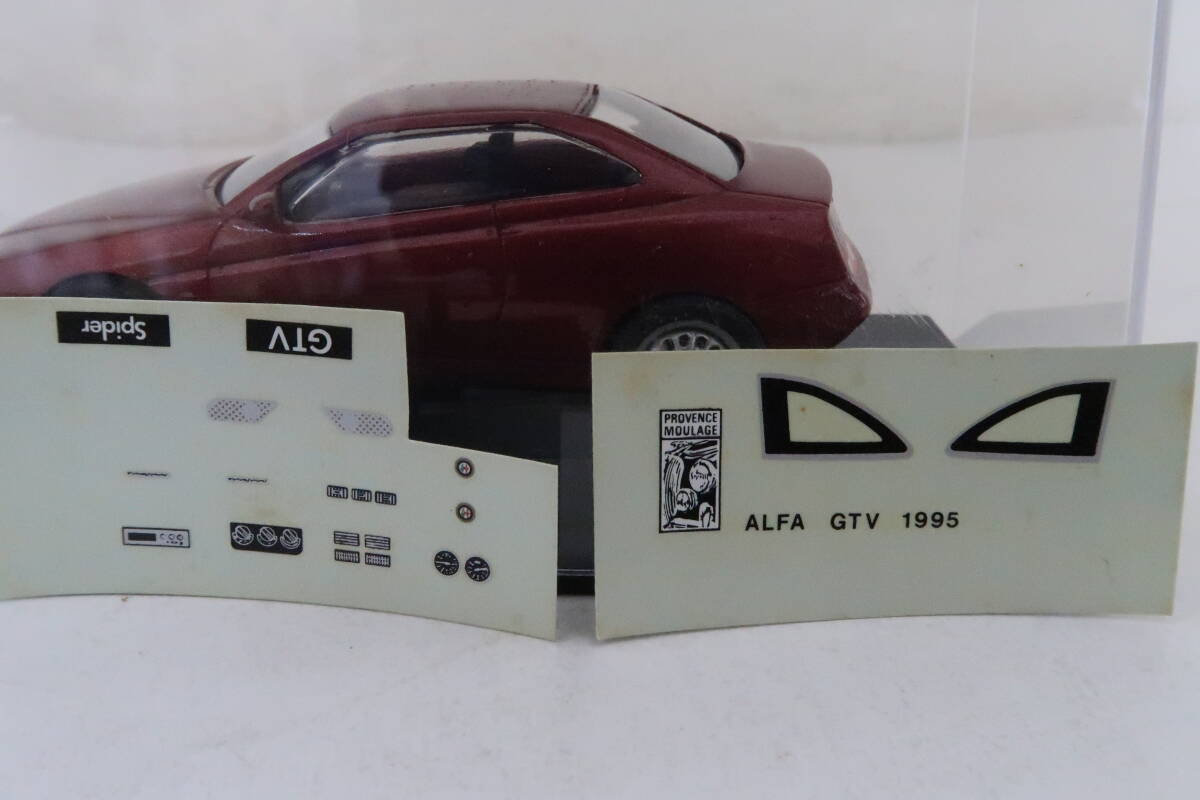 Spider
GTV
PROVENCE
MOULAGE
ALFA GTV 1995